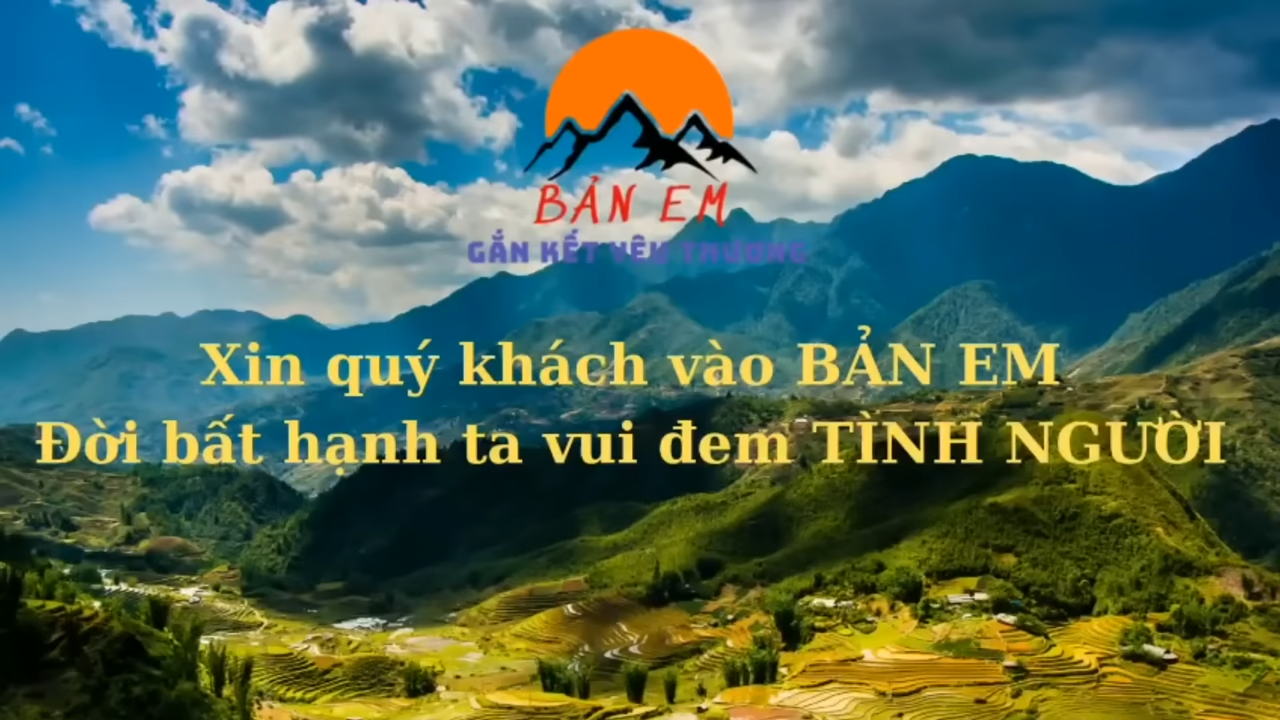 BẢN EM
GẮN KẾT YÊU THƯƠNG
Xin quý khách vào BẢN EM
Đời bất hạnh ta vui đem TÌNH NGƯỜI